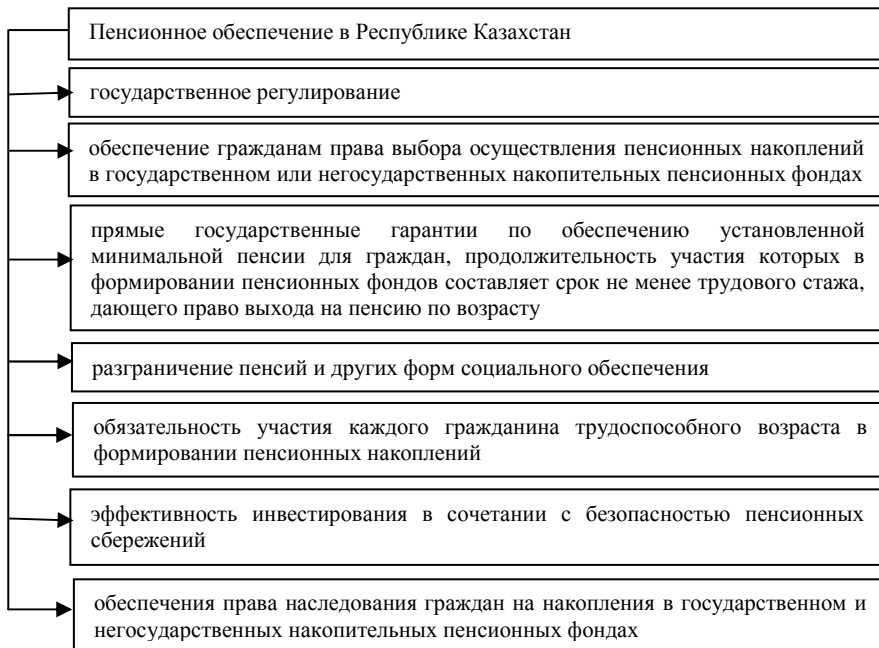 Пенсионное обеспечение в Республике Казахстан
государственное регулирование
обеспечение гражданам права выбора осуществления пенсионных накоплений
в государственном или негосударственных накопительных пенсионных фондах
прямые государственные гарантии по обеспечению установленной
минимальной пенсии для граждан, продолжительность участия которых в
формировании пенсионных фондов составляет срок не менее трудового стажа,
дающего право выхода на пенсию по возрасту
разграничение пенсий и других форм социального обеспечения
обязательность участия каждого гражданина трудоспособного возраста в
формировании пенсионных накоплений
эффективность инвестирования в сочетании с безопасностью пенсионных
сбережений
обеспечения права наследования граждан на накопления в государственном и
негосударственных накопительных пенсионных фондах